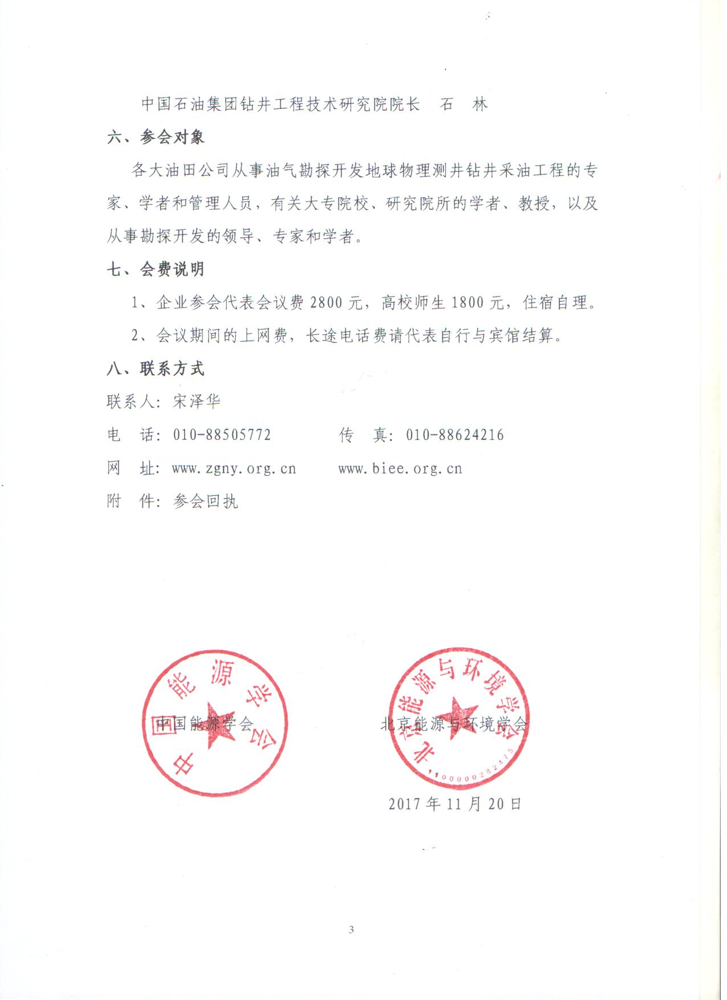 中国石油集团钻井工程技术研究院院长 石 林
六、参会对象
各大油田公司从事油气勘探开发地球物理测井钻井采油工程的专
家、学者和管理人员，有关大专院校、研究院所的学者、教授，以及
从事勘探开发的领导、专家和学者。
七、会费说明
1、企业参会代表会议费 2800 元，高校师生 1800 元，住宿自理。
2、会议期间的上网费，长途电话费请代表自行与宾馆结算。
八、联系方式
联系人：宋泽华
电 话：010-88505772 传 真：010-88624216
网 址：www.zgny.org.cn www.biee.org.cn
附 件：参会回执
中国能源学会
中国能源学会
北京能源与环境学会
北京能源与环境学会
1100000282475
2017 年 11 月 20 日
3